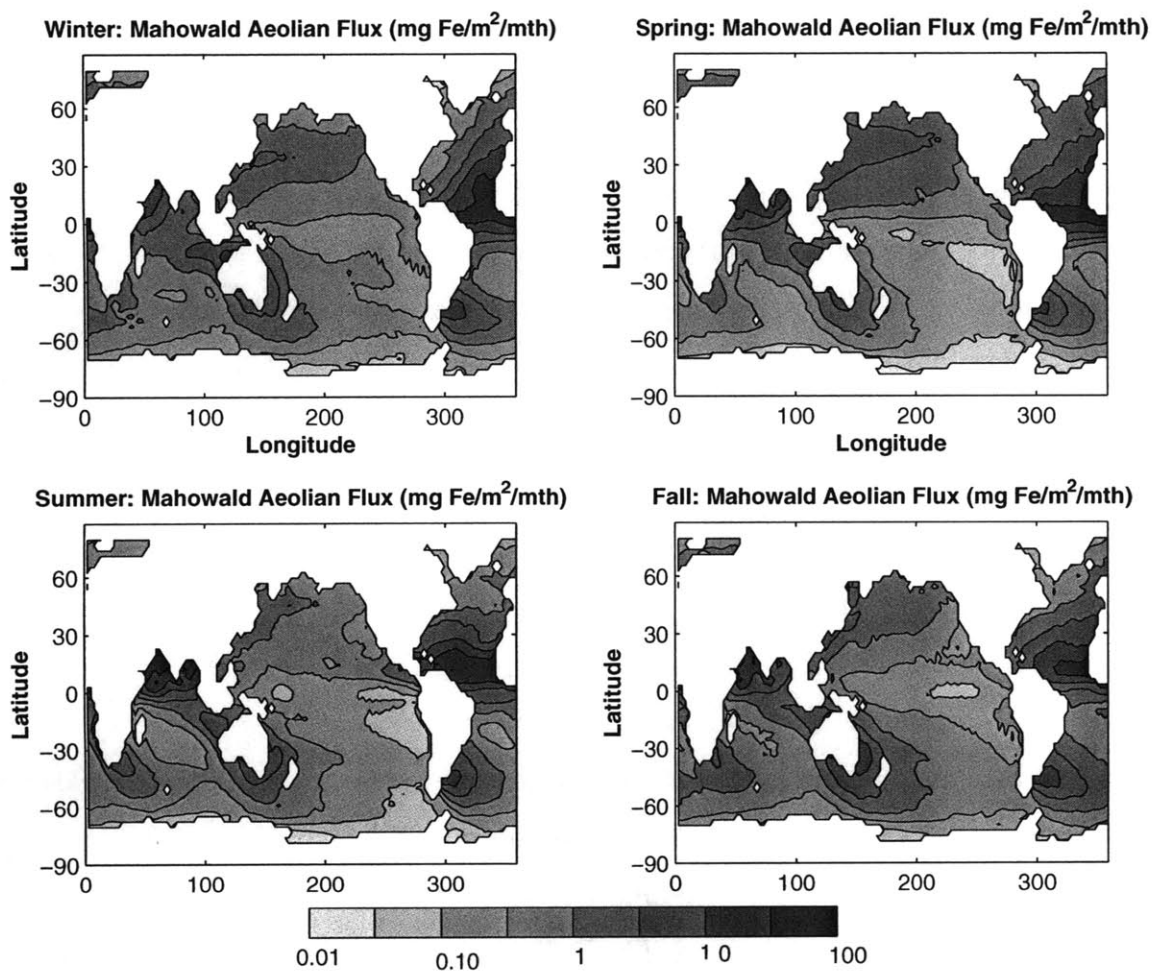 Winter: Mahowald Aeolian Flux (mg Fe/m²/mth)
Spring: Mahowald Aeolian Flux (mg Fe/m²/mth)
Latitude
60
30
0
−30
−60
−90
0 100 200 300
Longitude
Latitude
60
30
0
−30
−60
−90
0 100 200 300
Longitude
Summer: Mahowald Aeolian Flux (mg Fe/m²/mth)
Fall: Mahowald Aeolian Flux (mg Fe/m²/mth)
Latitude
60
30
0
−30
−60
−90
0 100 200 300
Latitude
60
30
0
−30
−60
−90
0 100 200 300
0.01 0.10 1 10 100